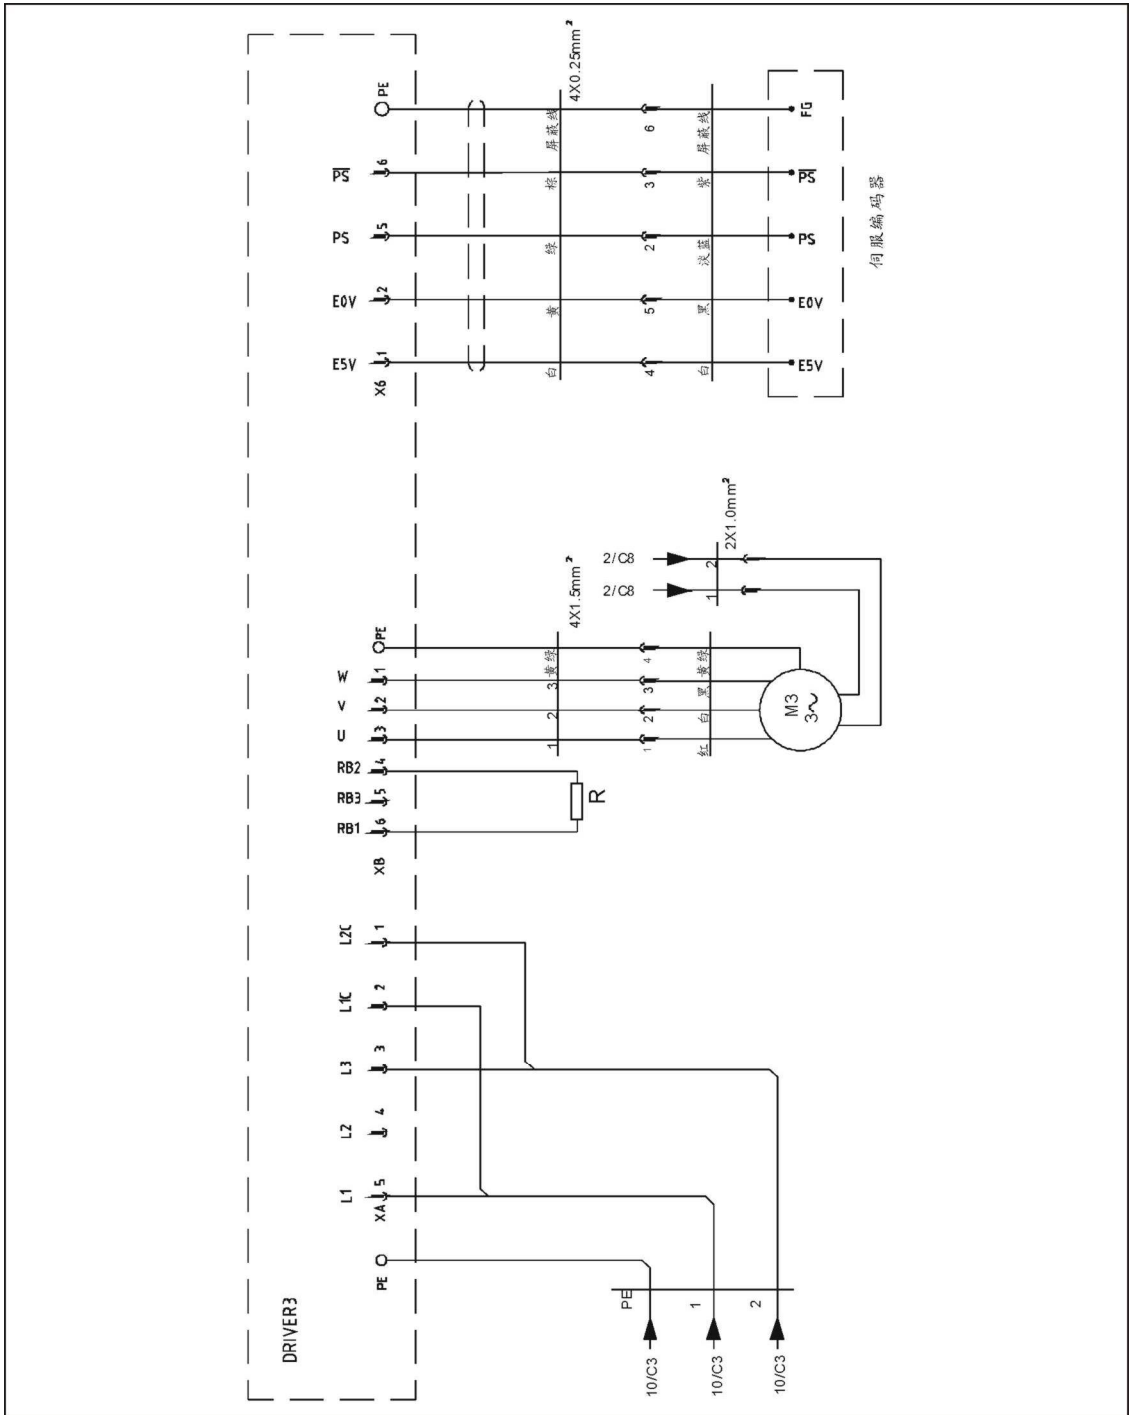 4X0.25mm²
PE
屏蔽线
6
屏蔽线
FG
P̅S̅
6
棕
3
紫
P̅S̅
PS
5
绿
2
淡蓝
PS
E0V
2
黄
5
黑
E0V
E5V
1
白
4
白
E5V
X6
伺服编码器
2X1.0mm²
2/C8
2
2/C8
1
4X1.5mm²
PE
黄绿
4
黄绿
W
1
3
3
黑
V
2
2
2
白
U
3
1
1
红
M3
3~
RB2
4
RB3
5
R
RB1
6
XB
L2C
1
L1C
2
L3
3
L2
4
L1
5
XA
PE
DRIVER3
PE
1
2
10/C3
10/C3
10/C3